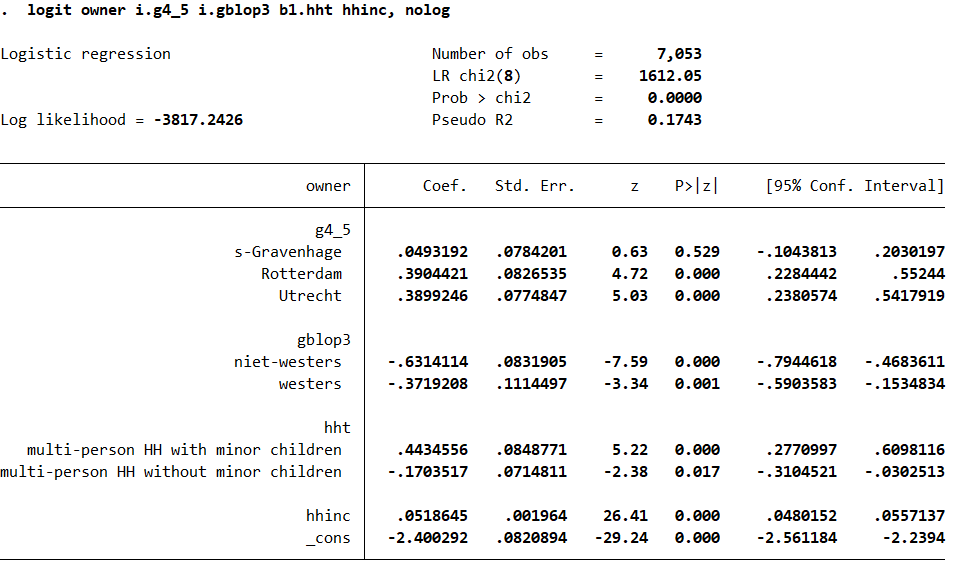 . logit owner i.g4_5 i.gblop3 b1.hht hhinc, nolog
Logistic regression Number of obs = 7,053
LR chi2(8) = 1612.05
Prob > chi2 = 0.0000
Log likelihood = -3817.2426 Pseudo R2 = 0.1743
owner Coef. Std. Err. z P>|z| [95% Conf. Interval]
g4_5
s-Gravenhage .0493192 .0784201 0.63 0.529 -.1043813 .2030197
Rotterdam .3904421 .0826535 4.72 0.000 .2284442 .55244
Utrecht .3899246 .0774847 5.03 0.000 .2380574 .5417919
gblop3
niet-westers -.6314114 .0831905 -7.59 0.000 -.7944618 -.4683611
westers -.3719208 .1114497 -3.34 0.001 -.5903583 -.1534834
hht
multi-person HH with minor children .4434556 .0848771 5.22 0.000 .2770997 .6098116
multi-person HH without minor children -.1703517 .0714811 -2.38 0.017 -.3104521 -.0302513
hhinc .0518645 .001964 26.41 0.000 .0480152 .0557137
_cons -2.400292 .0820894 -29.24 0.000 -2.561184 -2.2394